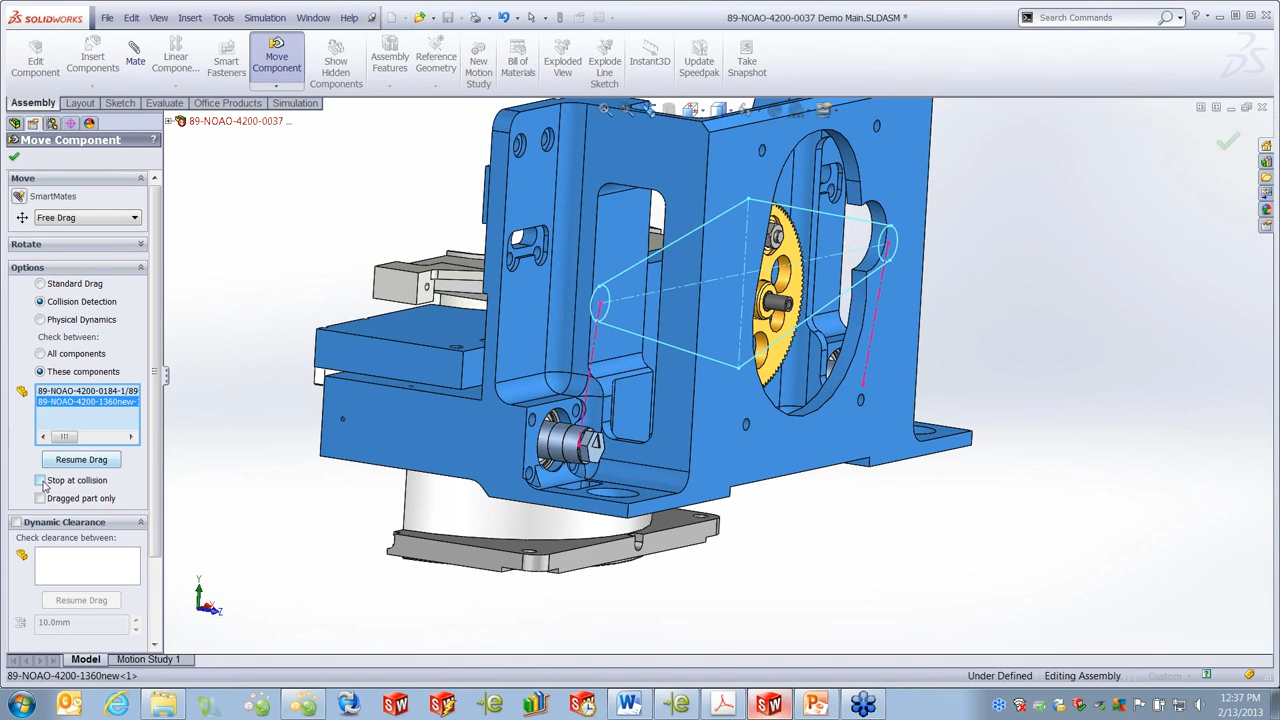 SOLIDWORKS File Edit View Insert Tools Simulation Window Help 89-NOAO-4200-0037 Demo Main.SLDASM * Search Commands
Edit Component
Insert Components
Mate
Linear Compone...
Smart Fasteners
Move Component
Show Hidden Components
Assembly Features
Reference Geometry
New Motion Study
Bill of Materials
Exploded View
Explode Line Sketch
Instant3D
Update Speedpak
Take Snapshot
Assembly Layout Sketch Evaluate Office Products Simulation
89-NOAO-4200-0037 ...
Move Component ?
Move
SmartMates
Free Drag
Rotate
Options
Standard Drag
Collision Detection
Physical Dynamics
Check between:
All components
These components
89-NOAO-4200-0184-1/89
89-NOAO-4200-1360new-
Resume Drag
Stop at collision
Dragged part only
Dynamic Clearance
Check clearance between:
Resume Drag
10.0mm
Y
Z
Model Motion Study 1
89-NOAO-4200-1360new<1> Under Defined Editing Assembly Custom
12:37 PM
2/13/2013